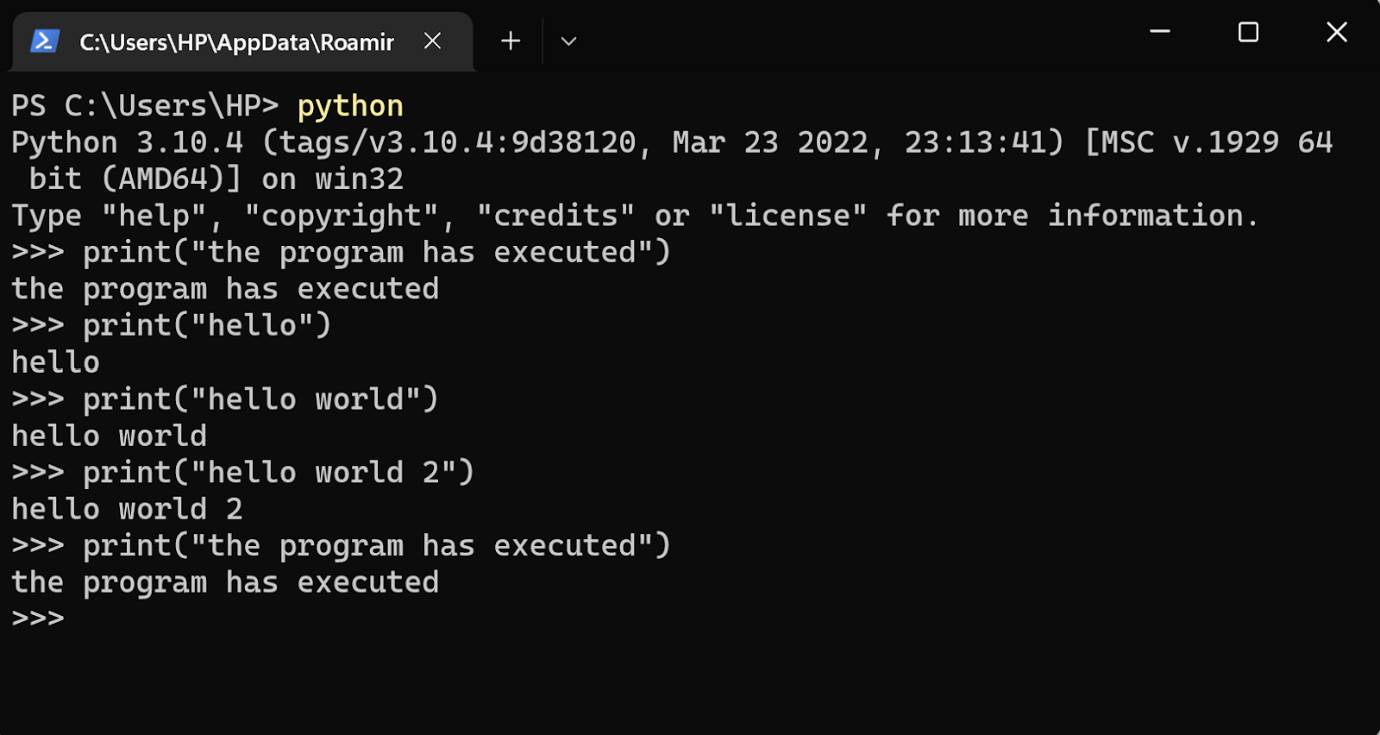 C:\Users\HP\AppData\Roamir
PS C:\Users\HP> python
Python 3.10.4 (tags/v3.10.4:9d38120, Mar 23 2022, 23:13:41) [MSC v.1929 64
 bit (AMD64)] on win32
Type "help", "copyright", "credits" or "license" for more information.
>>> print("the program has executed")
the program has executed
>>> print("hello")
hello
>>> print("hello world")
hello world
>>> print("hello world 2")
hello world 2
>>> print("the program has executed")
the program has executed
>>>